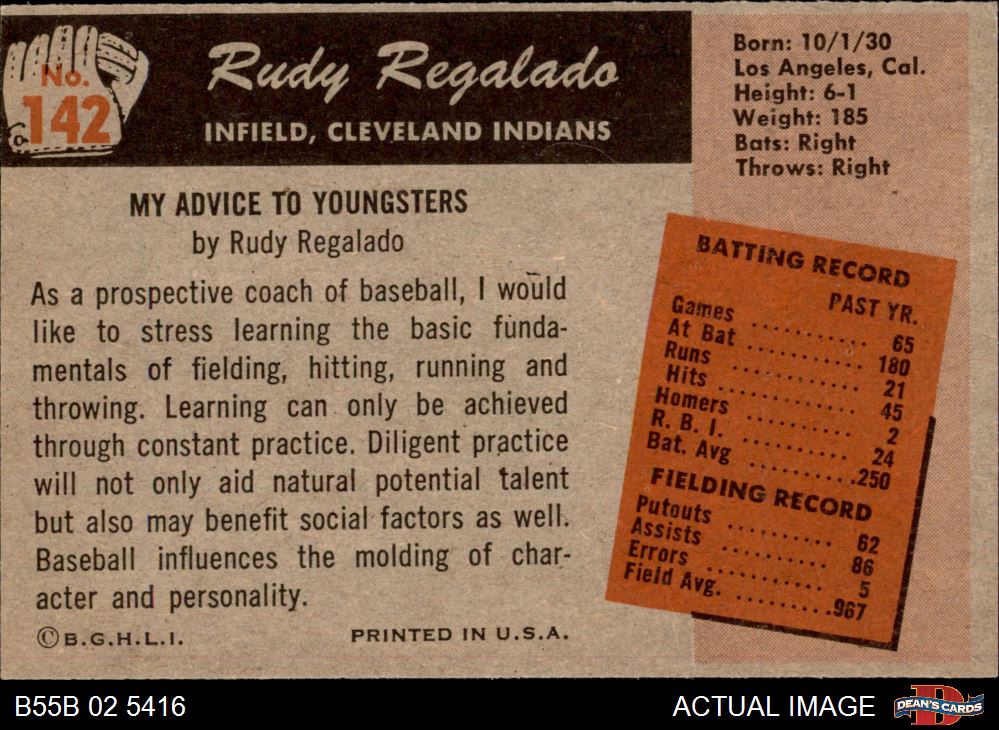 No.
142
Rudy Regalado
INFIELD, CLEVELAND INDIANS
Born: 10/1/30
Los Angeles, Cal.
Height: 6-1
Weight: 185
Bats: Right
Throws: Right
MY ADVICE TO YOUNGSTERS
by Rudy Regalado
As a prospective coach of baseball, I would
like to stress learning the basic funda-
mentals of fielding, hitting, running and
throwing. Learning can only be achieved
through constant practice. Diligent practice
will not only aid natural potential talent
but also may benefit social factors as well.
Baseball influences the molding of char-
acter and personality.
©B.G.H.L.I. PRINTED IN U.S.A.
BATTING RECORD
PAST YR.
Games ............ 65
At Bat ............ 180
Runs ............ 21
Hits ............ 45
Homers ............ 2
R. B. I. ............ 24
Bat. Avg ..........250
FIELDING RECORD
Putouts ............ 62
Assists ............ 86
Errors ............ 5
Field Avg. ..........967
B55B 02 5416 ACTUAL IMAGE DEAN'S CARDS